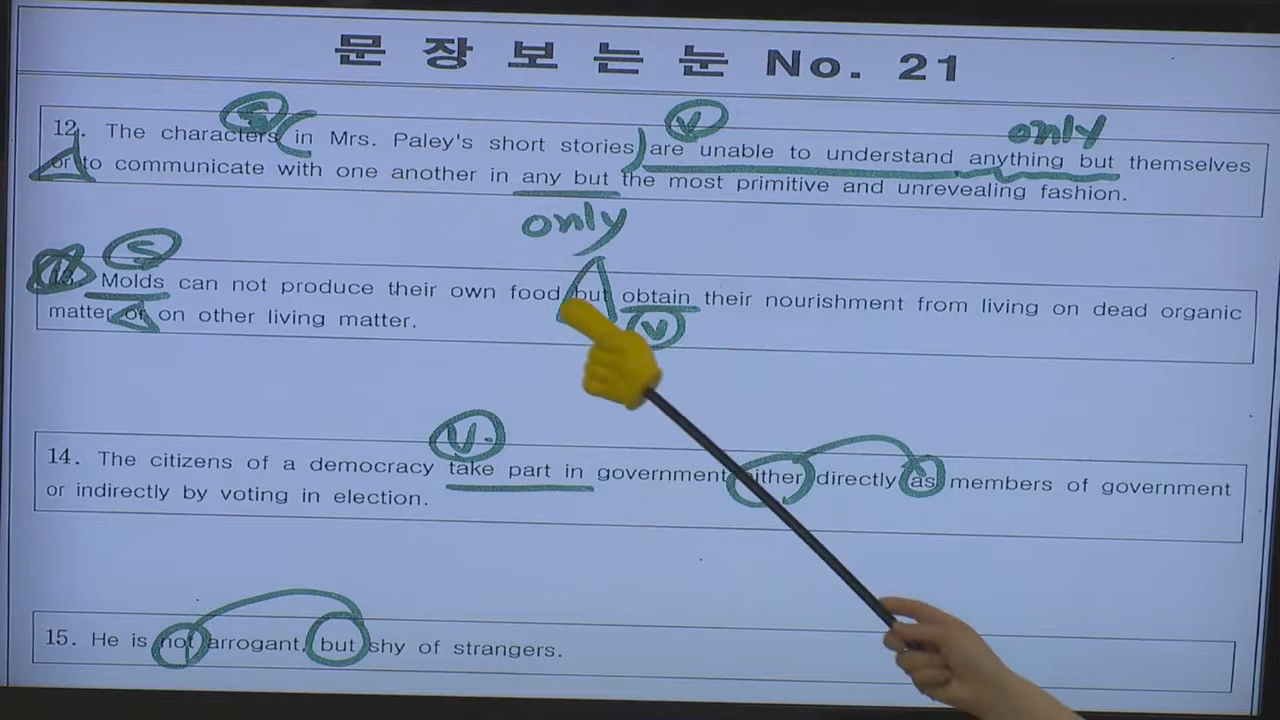 문장보는눈 No. 21
S V only
12. The characters in Mrs. Paley's short stories are unable to understand anything but themselves
or to communicate with one another in any but the most primitive and unrevealing fashion.
only
S
13. Molds can not produce their own food but obtain their nourishment from living on dead organic
matter or on other living matter.
V
V.
14. The citizens of a democracy take part in government either directly as members of government
or indirectly by voting in election.
15. He is not arrogant, but shy of strangers.